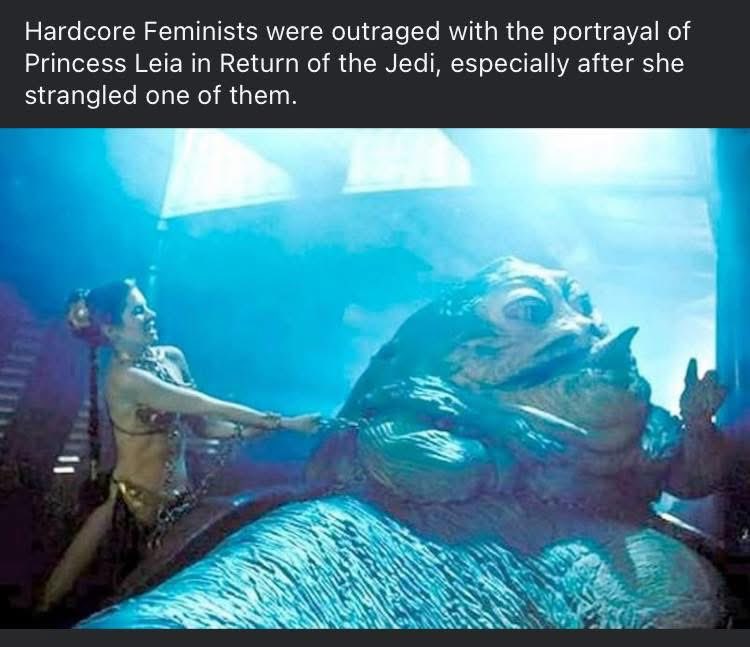 Hardcore Feminists were outraged with the portrayal of
Princess Leia in Return of the Jedi, especially after she
strangled one of them.